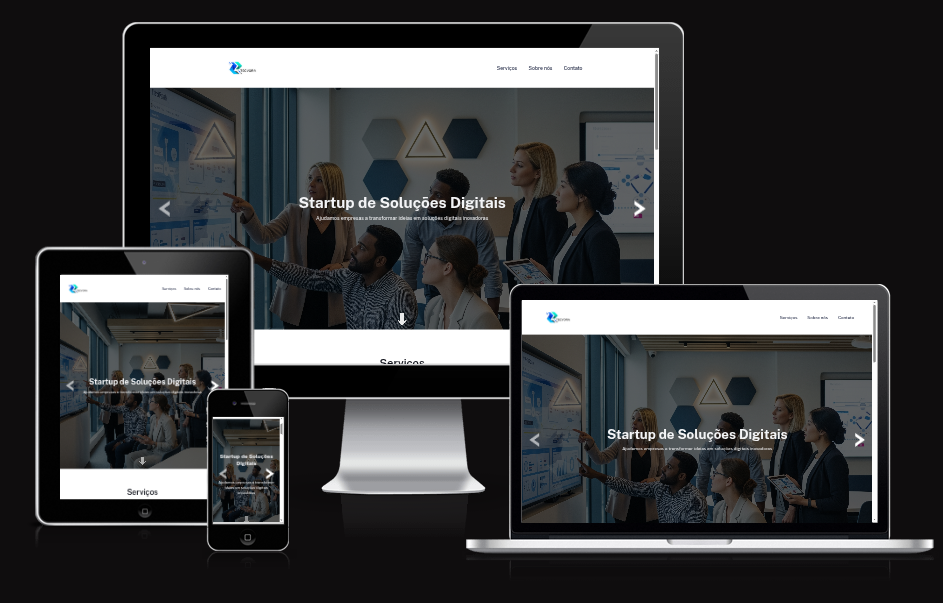 Serviços Sobre nós Contato
Startup de Soluções Digitais
Ajudamos empresas a transformar ideias em soluções digitais inovadoras
Serviços
Serviços Sobre nós Contato
Startup de Soluções Digitais
Ajudamos empresas a transformar ideias em soluções digitais inovadoras
Serviços
Startup de Soluções
Digitais
Ajudamos empresas a transformar
ideias em soluções digitais
inovadoras
Serviços Sobre nós Contato
Startup de Soluções Digitais
Ajudamos empresas a transformar ideias em soluções digitais inovadoras